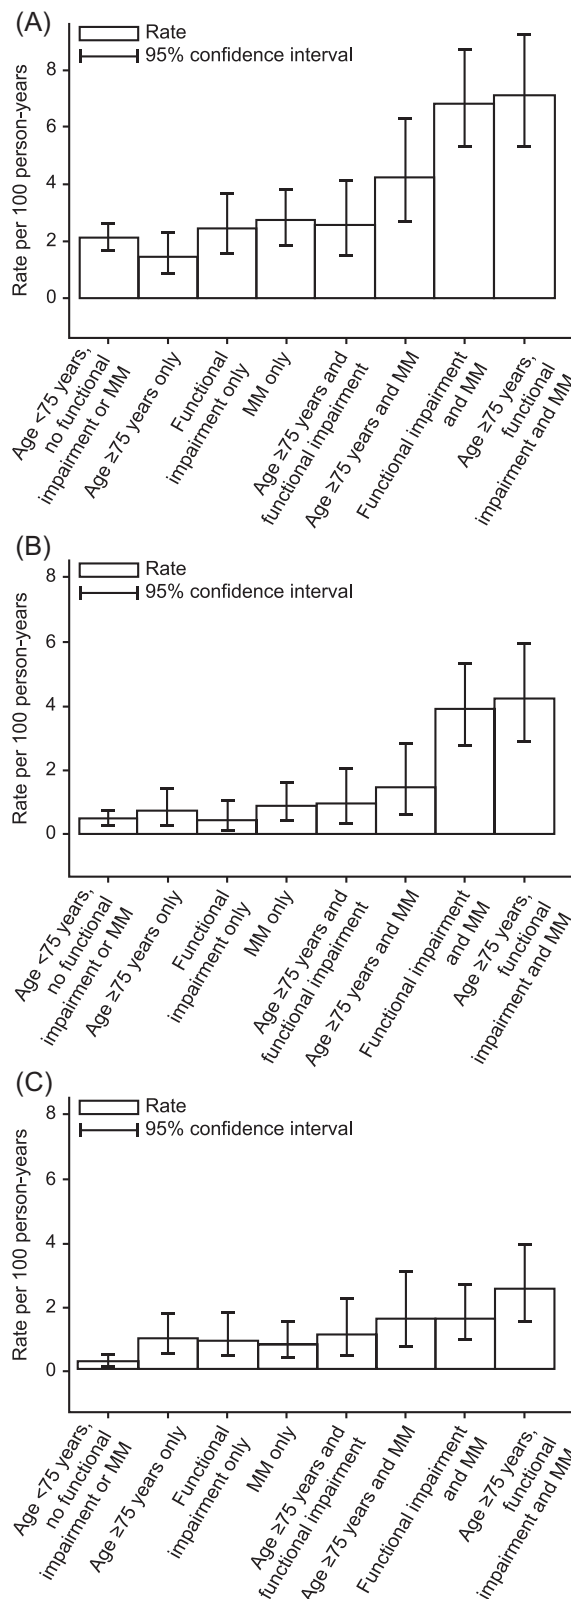 (A)
Rate
95% confidence interval
Rate per 100 person-years
8
6
4
2
0
Age <75 years,
no functional
impairment or MM
Age ≥75 years only
Functional
impairment only
MM only
Age ≥75 years and
functional impairment
Age ≥75 years and MM
Functional impairment
and MM
Age ≥75 years,
functional
impairment and MM
(B)
Rate
95% confidence interval
Rate per 100 person-years
8
6
4
2
0
Age <75 years,
no functional
impairment or MM
Age ≥75 years only
Functional
impairment only
MM only
Age ≥75 years and
functional impairment
Age ≥75 years and MM
Functional impairment
and MM
Age ≥75 years,
functional
impairment and MM
(C)
Rate
95% confidence interval
Rate per 100 person-years
8
6
4
2
0
Age <75 years,
no functional
impairment or MM
Age ≥75 years only
Functional
impairment only
MM only
Age ≥75 years and
functional impairment
Age ≥75 years and MM
Functional impairment
and MM
Age ≥75 years,
functional
impairment and MM